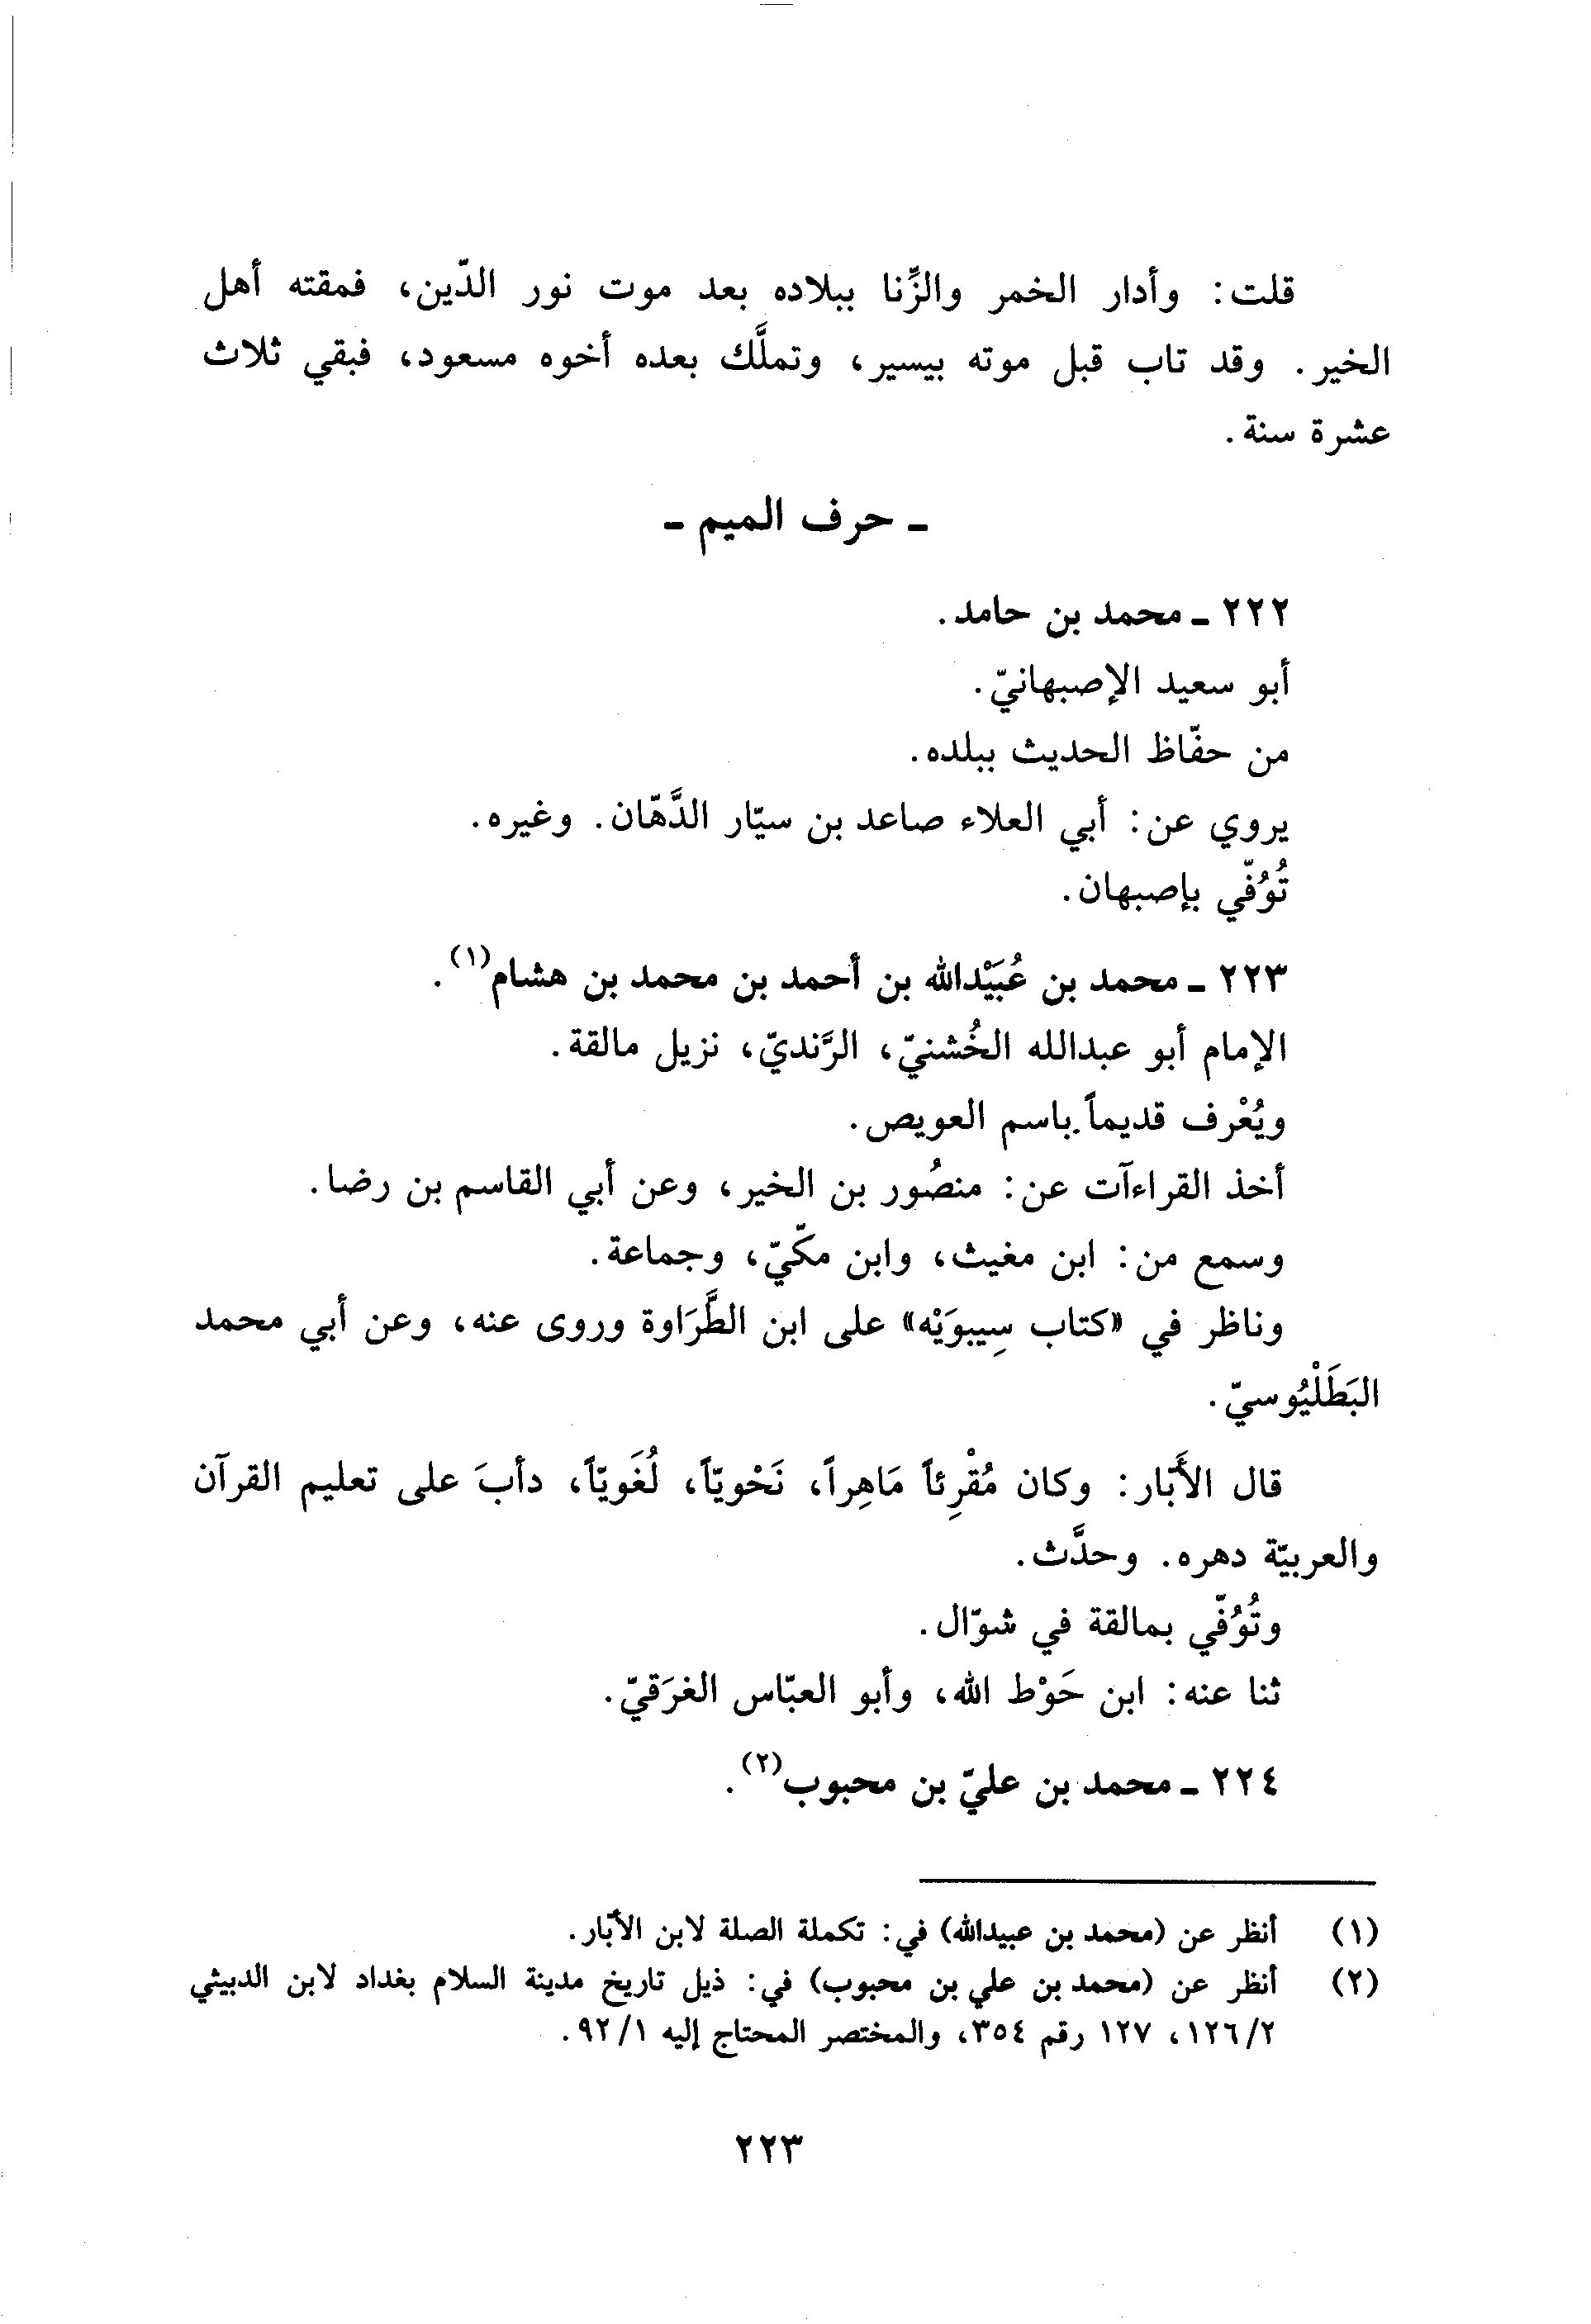 قلت: وأدار الخمر والزِّنا ببلاده بعد موت نور الدّين، فمقته أهل
الخير. وقد تاب قبل موته بيسير، وتملَّك بعده أخوه مسعود، فبقي ثلاث
عشرة سنة.
ـ حرف الميم ـ
٢٢٢ ـ محمد بن حامد.
أبو سعيد الإصبهانيّ.
من حفّاظ الحديث ببلده.
يروي عن: أبي العلاء صاعد بن سيّار الدَّهّان. وغيره.
تُوُفّي بإصبهان.
٢٢٣ ـ محمد بن عُبَيْدالله بن أحمد بن محمد بن هشام(١).
الإمام أبو عبدالله الخُشنيّ، الرَّنديّ، نزيل مالقة.
ويُعْرف قديماً باسم العويص.
أخذ القراءآت عن: منصُور بن الخير، وعن أبي القاسم بن رضا.
وسمع من: ابن مغيث، وابن مكّيّ، وجماعة.
وناظر في «كتاب سِيبوَيْه» على ابن الطَّرَاوة وروى عنه، وعن أبي محمد
البَطَلْيُوسيّ.
قال الأَبّار: وكان مُقْرِئاً مَاهِراً، نَحْويّاً، لُغَويّاً، دأبَ على تعليم القرآن
والعربيّة دهره. وحدَّث.
وتُوُفّي بمالقة في شوّال.
ثنا عنه: ابن حَوْط الله، وأبو العبّاس الغرَقيّ.
٢٢٤ ـ محمد بن عليّ بن محبوب(٢).
(١) أنظر عن (محمد بن عبيدالله) في: تكملة الصلة لابن الأبّار.
(٢) أنظر عن (محمد بن علي بن محبوب) في: ذيل تاريخ مدينة السلام بغداد لابن الدبيثي
٢/١٢٦، ١٢٧ رقم ٣٥٤، والمختصر المحتاج إليه ١/٩٢.
٢٢٣